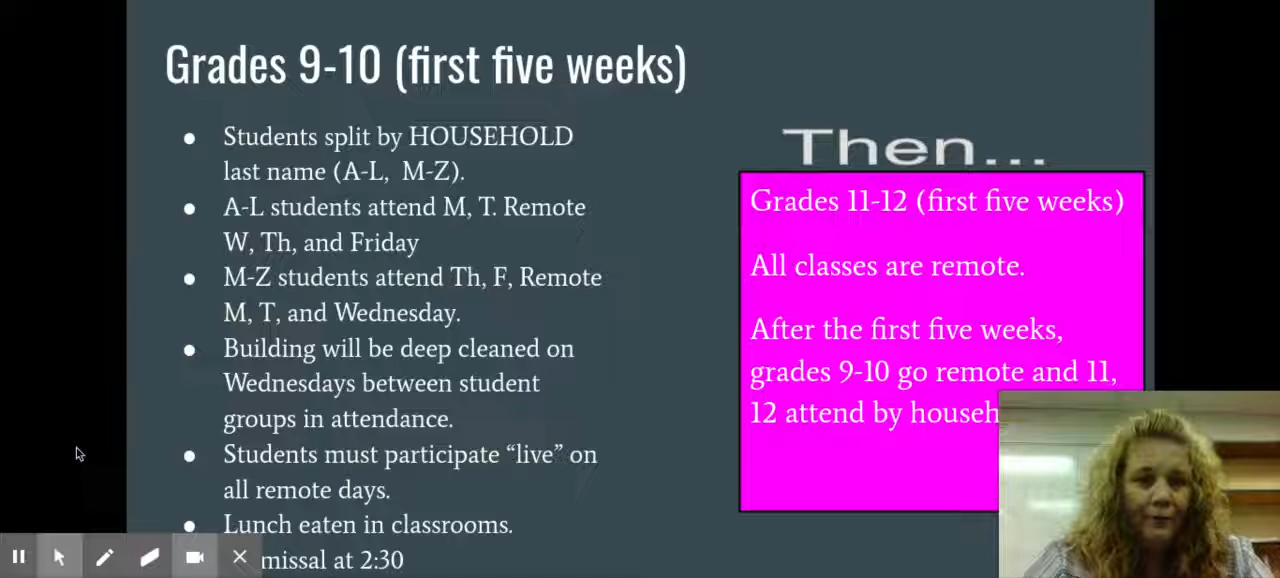 Grades 9-10 (first five weeks)
Students split by HOUSEHOLD
last name (A-L, M-Z).
A-L students attend M, T. Remote
W, Th, and Friday
M-Z students attend Th, F, Remote
M, T, and Wednesday.
Building will be deep cleaned on
Wednesdays between student
groups in attendance.
Students must participate “live” on
all remote days.
Lunch eaten in classrooms.
missal at 2:30
Then...
Grades 11-12 (first five weeks)
All classes are remote.
After the first five weeks,
grades 9-10 go remote and 11,
12 attend by househ